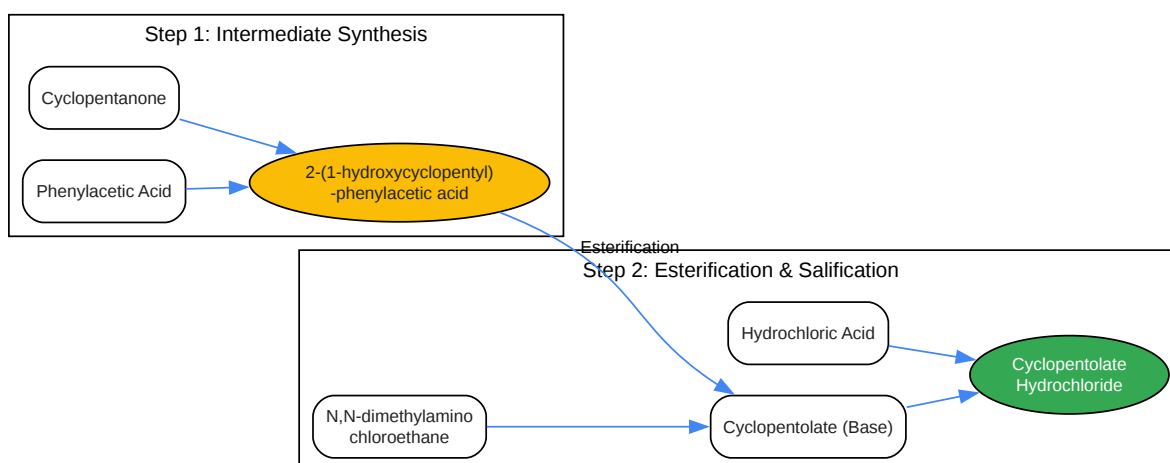 Step 1: Intermediate Synthesis
Cyclopentanone
Phenylacetic Acid
2-(1-hydroxycyclopentyl)
-phenylacetic acid
Esterification
Step 2: Esterification & Salification
Hydrochloric Acid
Cyclopentolate
Hydrochloride
N,N-dimethylamino
chloroethane
Cyclopentolate (Base)